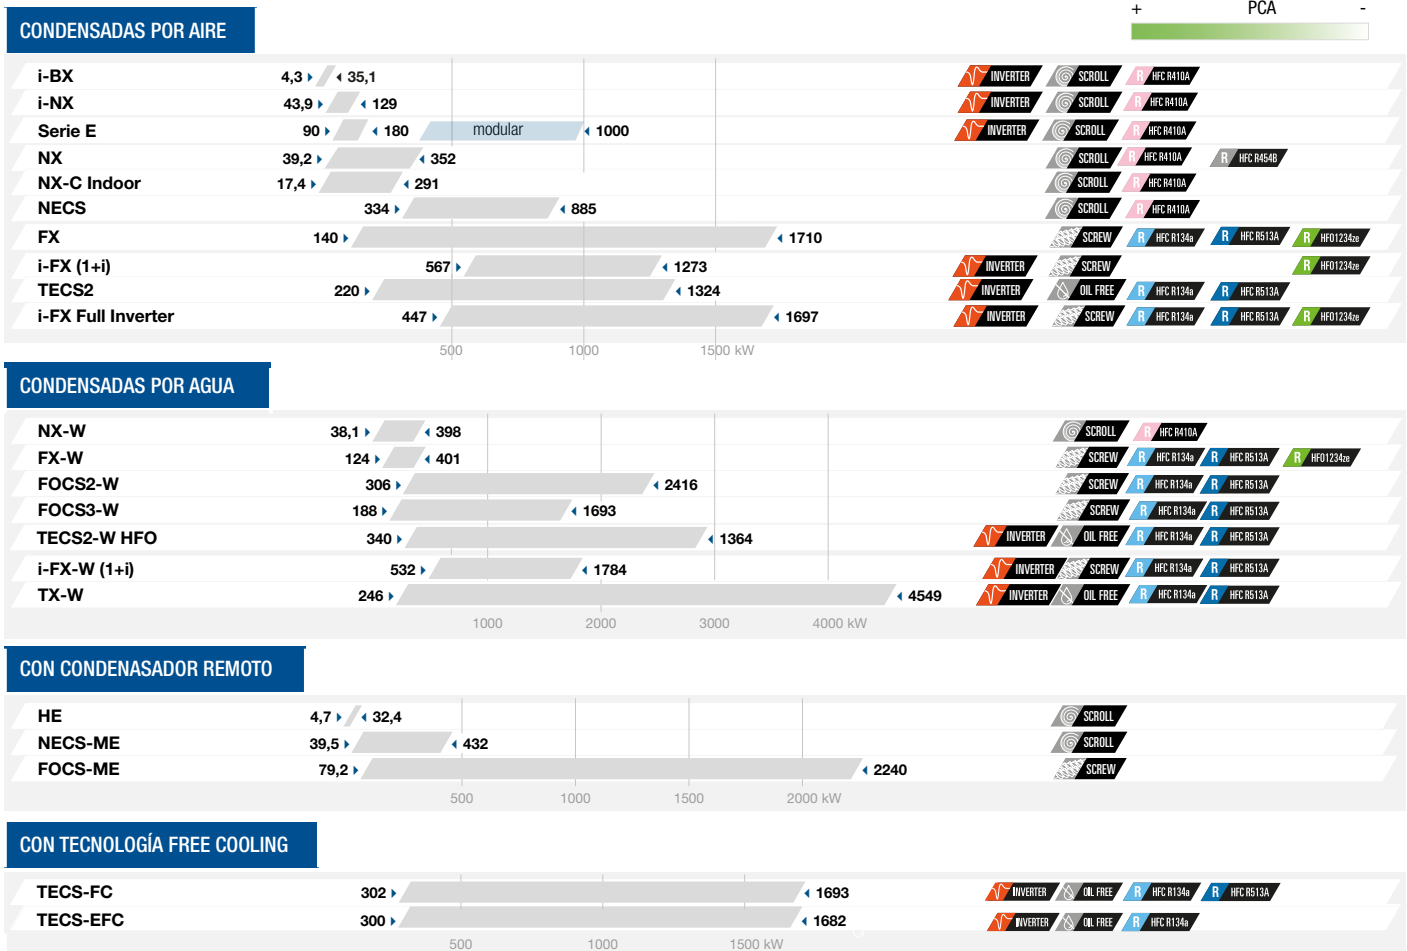 + PCA -
CONDENSADAS POR AIRE
i-BX 4,3 35,1 INVERTER SCROLL R HFC R410A
i-NX 43,9 129 INVERTER SCROLL R HFC R410A
Serie E 90 180 modular 1000 INVERTER SCROLL R HFC R410A
NX 39,2 352 SCROLL R HFC R410A R HFC R454B
NX-C Indoor 17,4 291 SCROLL R HFC R410A
NECS 334 885 SCROLL R HFC R410A
FX 140 1710 SCREW R HFC R134a R HFC R513A R HFO1234ze
i-FX (1+i) 567 1273 INVERTER SCREW R HFO1234ze
TECS2 220 1324 INVERTER OIL FREE R HFC R134a R HFC R513A
i-FX Full Inverter 447 1697 INVERTER SCREW R HFC R134a R HFC R513A R HFO1234ze
500 1000 1500 kW
CONDENSADAS POR AGUA
NX-W 38,1 398 SCROLL R HFC R410A
FX-W 124 401 SCREW R HFC R134a R HFC R513A R HFO1234ze
FOCS2-W 306 2416 SCREW R HFC R134a R HFC R513A
FOCS3-W 188 1693 SCREW R HFC R134a R HFC R513A
TECS2-W HFO 340 1364 INVERTER OIL FREE R HFC R134a R HFC R513A
i-FX-W (1+i) 532 1784 INVERTER SCREW R HFC R134a R HFC R513A
TX-W 246 4549 INVERTER OIL FREE R HFC R134a R HFC R513A
1000 2000 3000 4000 kW
CON CONDENASADOR REMOTO
HE 4,7 32,4 SCROLL
NECS-ME 39,5 432 SCROLL
FOCS-ME 79,2 2240 SCREW
500 1000 1500 2000 kW
CON TECNOLOGÍA FREE COOLING
TECS-FC 302 1693 INVERTER OIL FREE R HFC R134a R HFC R513A
TECS-EFC 300 1682 INVERTER OIL FREE R HFC R134a
500 1000 1500 kW